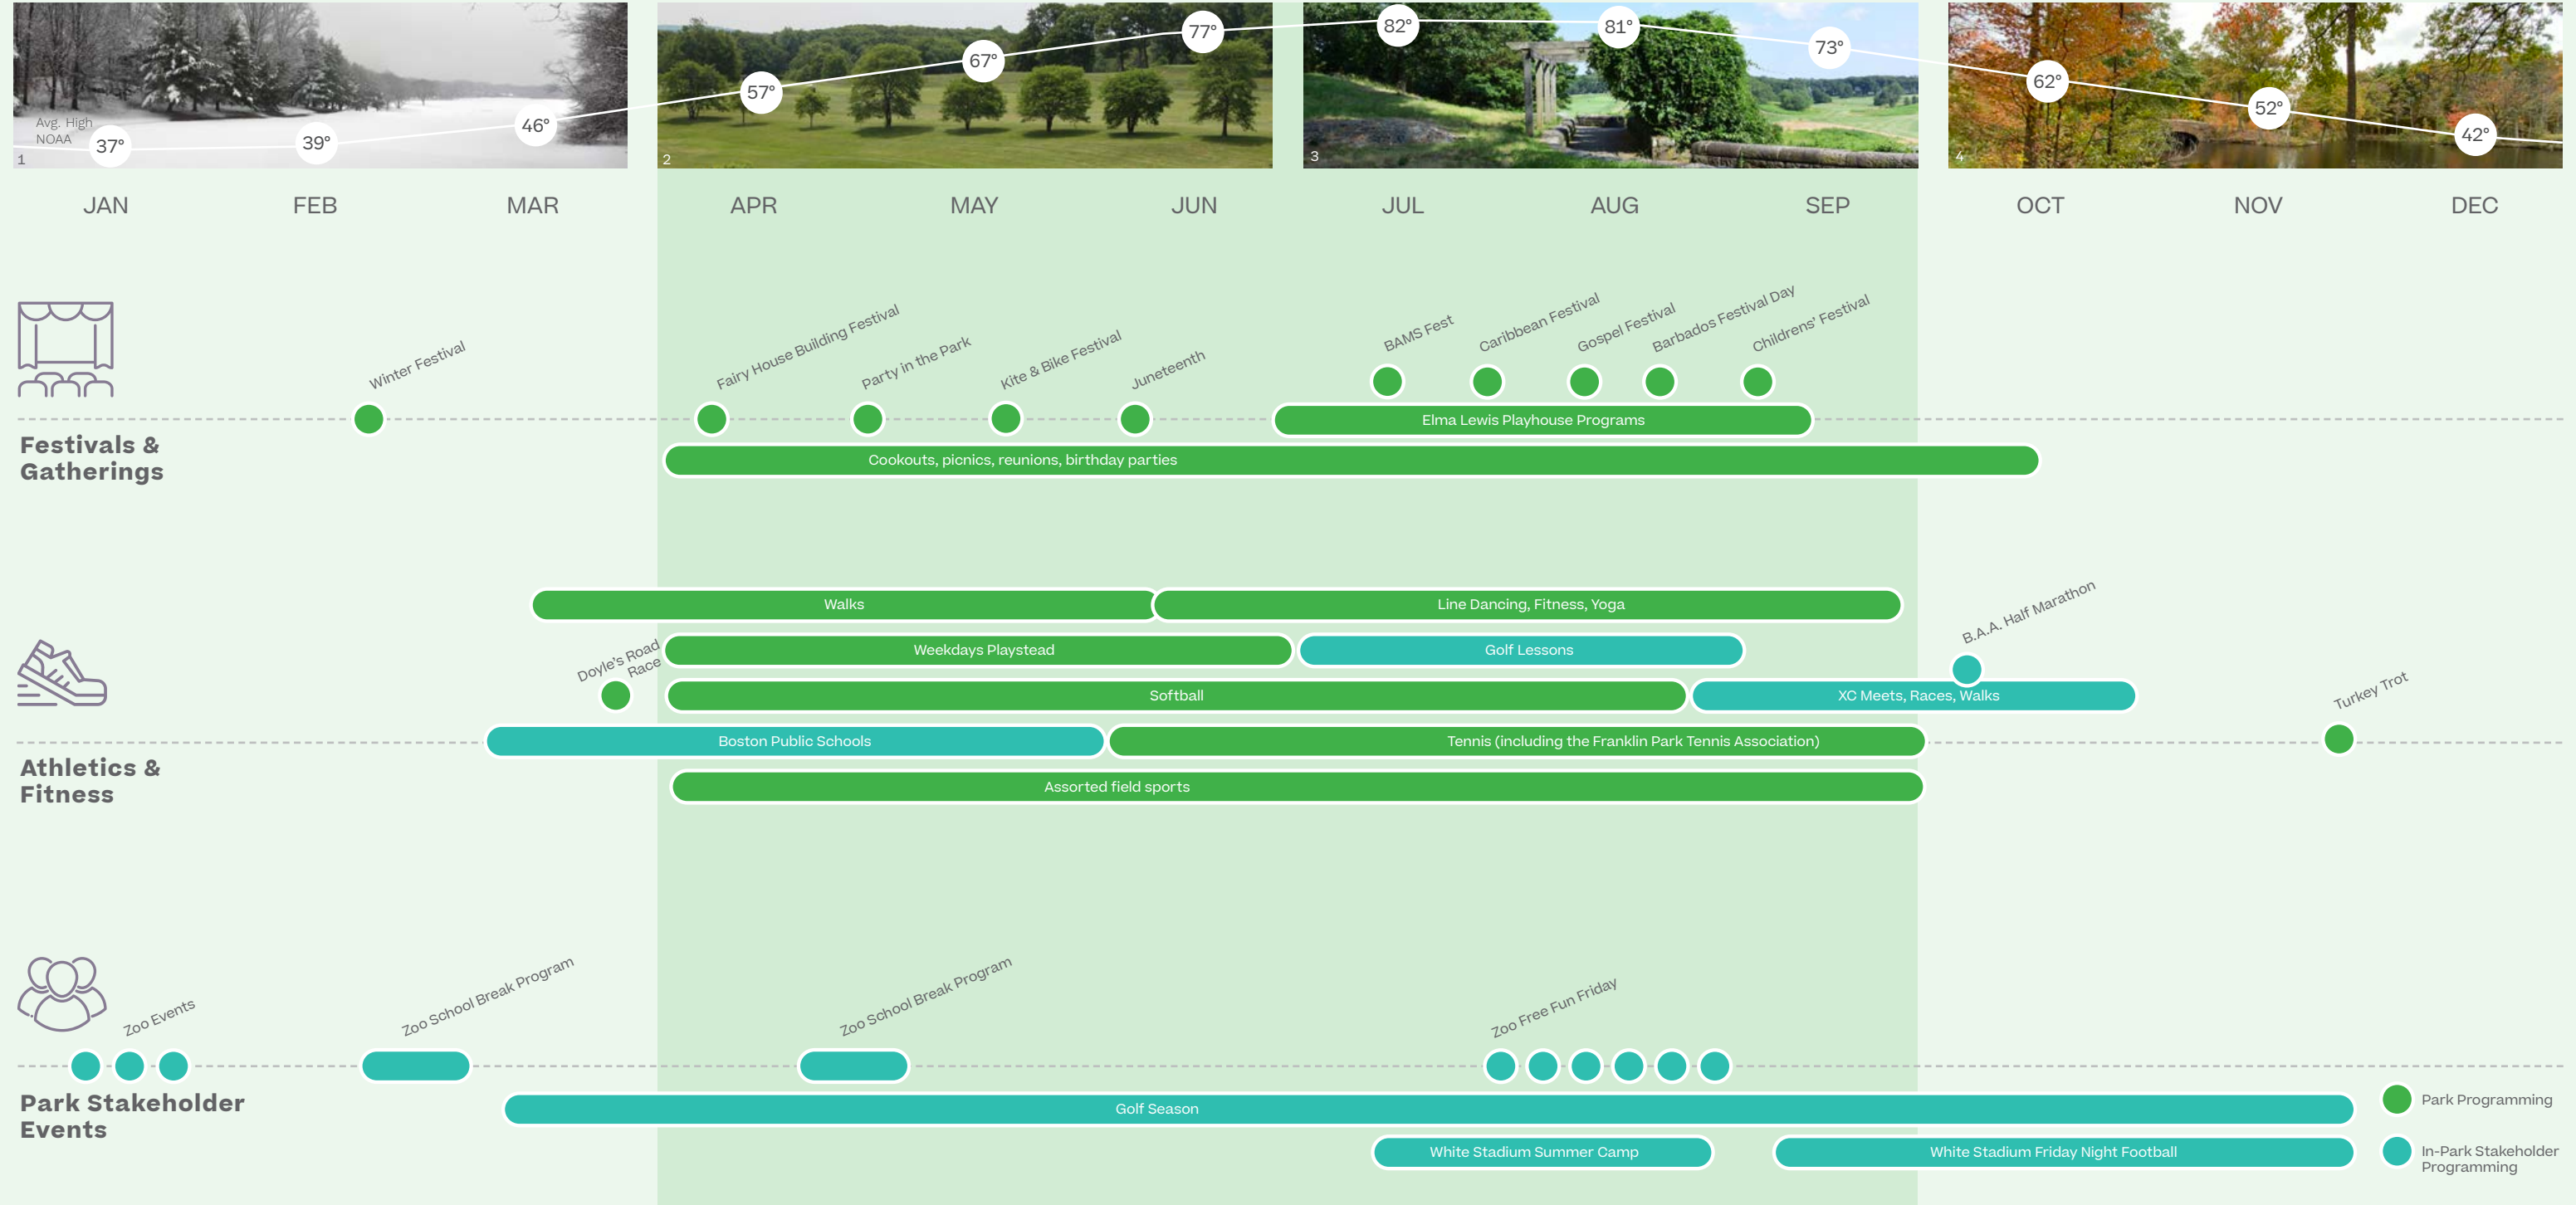 Avg. High
NOAA
37°
39°
46°
57°
67°
77°
82°
81°
73°
62°
52°
42°
1
2
3
4
JAN
FEB
MAR
APR
MAY
JUN
JUL
AUG
SEP
OCT
NOV
DEC
Winter Festival
Fairy House Building Festival
Party in the Park
Kite & Bike Festival
Juneteenth
BAMS Fest
Caribbean Festival
Gospel Festival
Barbados Festival Day
Childrens' Festival
Elma Lewis Playhouse Programs
Festivals &
Gatherings
Cookouts, picnics, reunions, birthday parties
Walks
Line Dancing, Fitness, Yoga
B.A.A. Half Marathon
Doyle's Road
Race
Weekdays Playstead
Golf Lessons
Softball
XC Meets, Races, Walks
Turkey Trot
Boston Public Schools
Tennis (including the Franklin Park Tennis Association)
Athletics &
Fitness
Assorted field sports
Zoo Events
Zoo School Break Program
Zoo School Break Program
Zoo Free Fun Friday
Park Stakeholder
Events
Golf Season
White Stadium Summer Camp
White Stadium Friday Night Football
Park Programming
In-Park Stakeholder
Programming